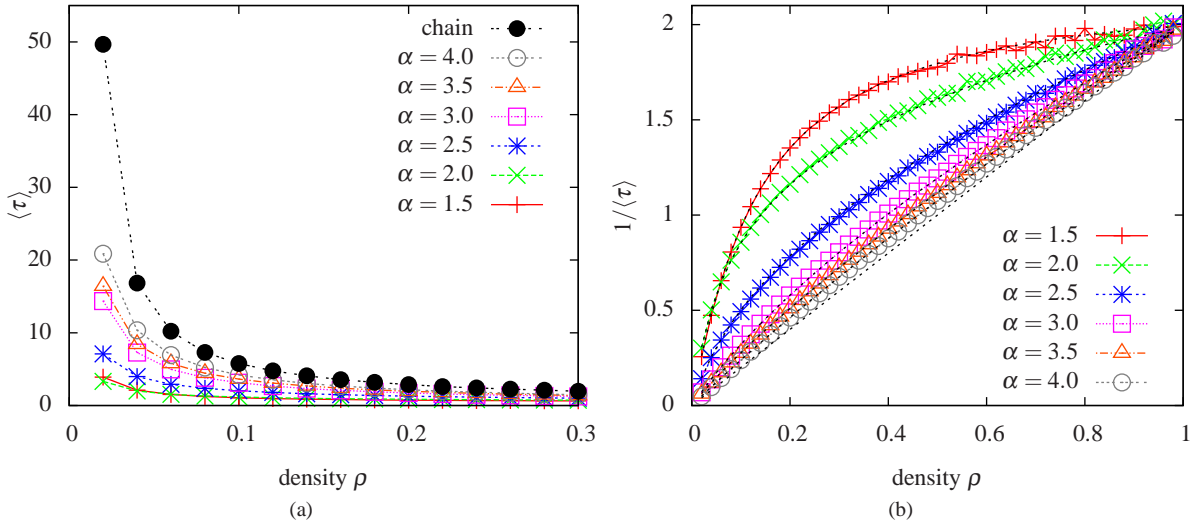 50
40
30
20
10
0
⟨τ⟩
0
0.1
0.2
0.3
density ρ
chain
α = 4.0
α = 3.5
α = 3.0
α = 2.5
α = 2.0
α = 1.5
(a)
2
1.5
1
0.5
0
1/⟨τ⟩
0
0.2
0.4
0.6
0.8
1
density ρ
α = 1.5
α = 2.0
α = 2.5
α = 3.0
α = 3.5
α = 4.0
(b)